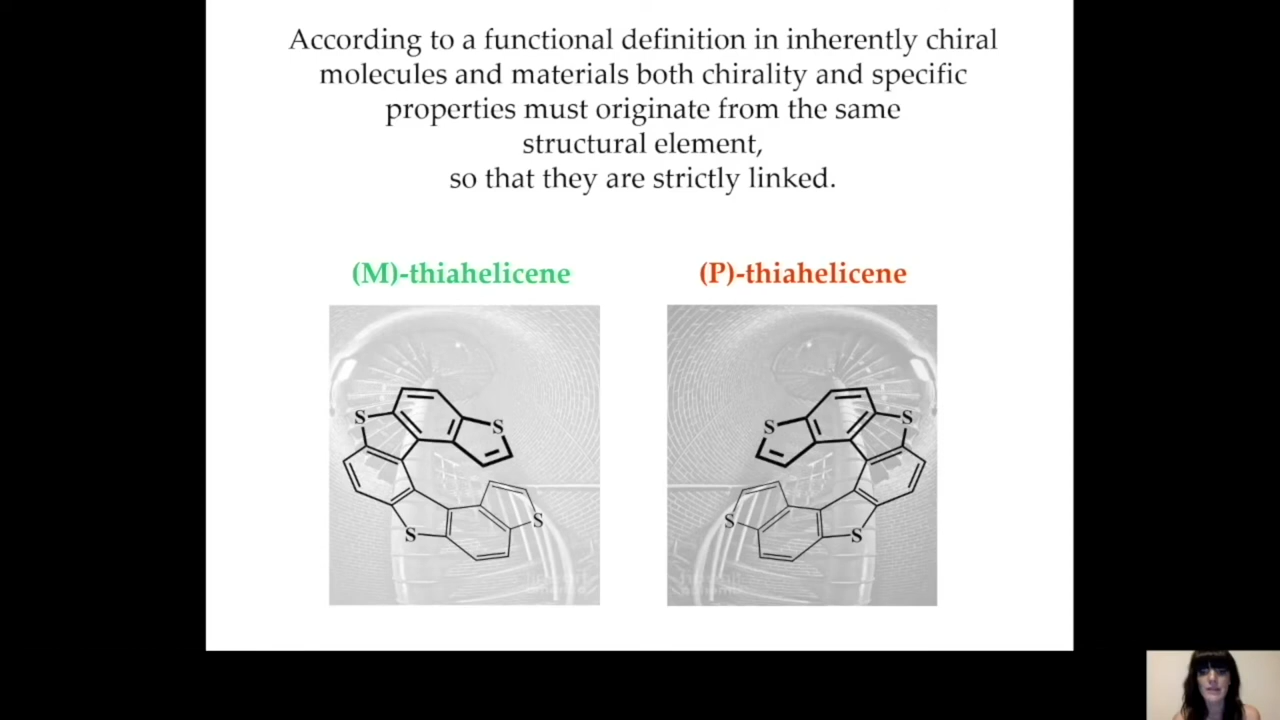 According to a functional definition in inherently chiral
molecules and materials both chirality and specific
properties must originate from the same
structural element,
so that they are strictly linked.
(M)-thiahelicene
(P)-thiahelicene
S
S
S
S
S
S
S
S